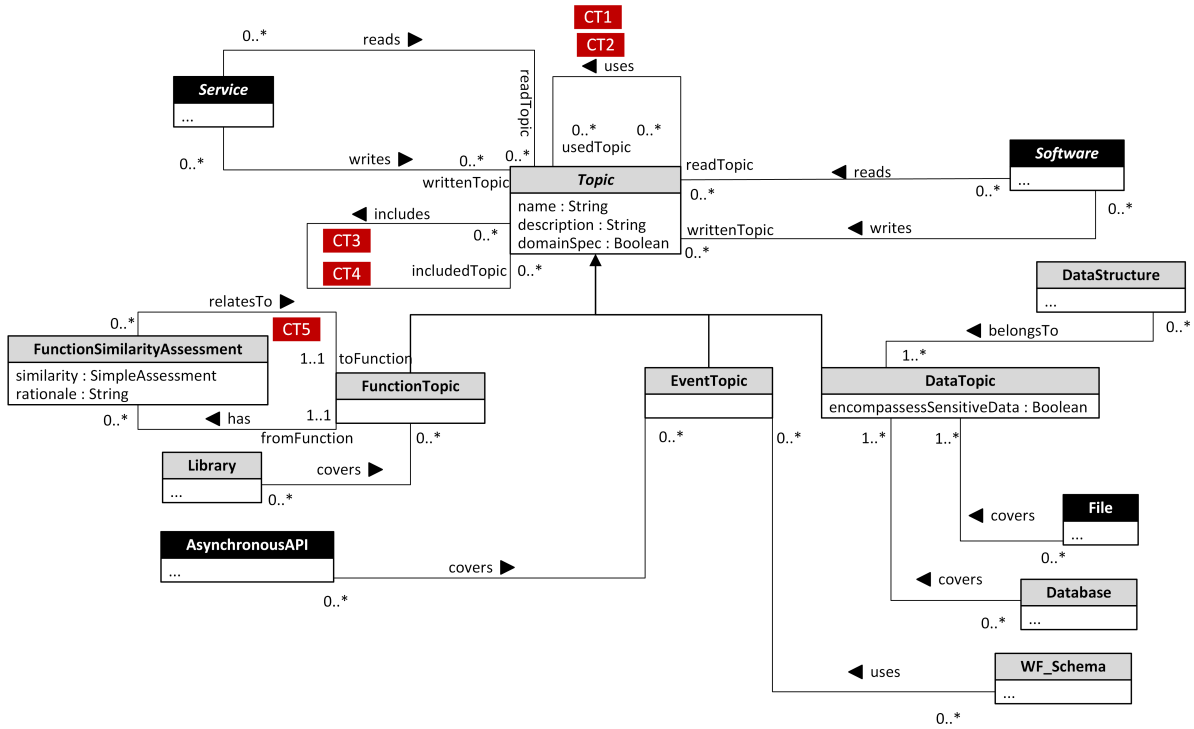 CT1
0..*
reads
CT2
uses
Service
...
readTopic
0..*
0..*
usedTopic
0..*
writes
0..*
0..*
writtenTopic
Topic
name : String
description : String
domainSpec : Boolean
readTopic
0..*
reads
0..*
Software
...
0..*
writtenTopic
0..*
writes
includes
0..*
CT3
CT4
includedTopic
0..*
DataStructure
...
0..*
belongsTo
1..*
relatesTo
0..*
CT5
FunctionSimilarityAssessment
similarity : SimpleAssessment
rationale : String
1..1
toFunction
0..*
has
1..1
fromFunction
FunctionTopic
0..*
EventTopic
0..*
0..*
DataTopic
encompassessSensitiveData : Boolean
1..*
1..*
Library
...
covers
0..*
File
...
covers
0..*
AsynchronousAPI
...
covers
0..*
Database
...
covers
0..*
WF_Schema
...
uses
0..*